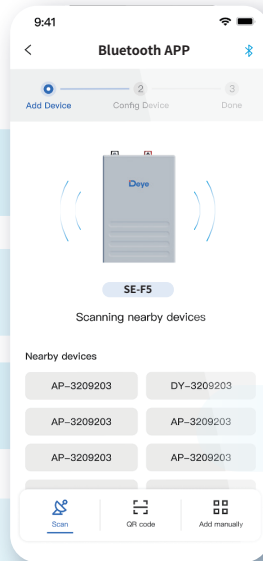 9:41
Bluetooth APP
2 3
Add Device Config Device Done
Deye
SE-F5
Scanning nearby devices
Nearby devices
AP-3209203 DY-3209203
AP-3209203 AP-3209203
AP-3209203 AP-3209203
Scan QR code Add manually